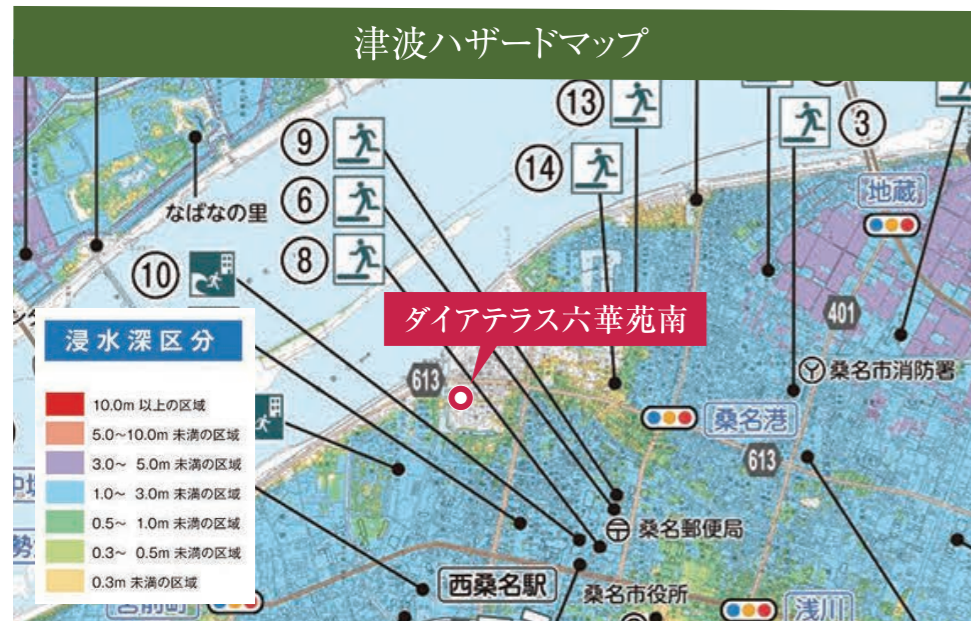 津波ハザードマップ
⑬
③
⑨
⑭
地蔵
なばなの里
⑥
⑩
⑧
ダイアテラス六華苑南
401
浸水深区分
613
桑名市消防署
10.0m 以上の区域
桑名港
5.0～10.0m 未満の区域
613
3.0～ 5.0m 未満の区域
1.0～ 3.0m 未満の区域
0.5～ 1.0m 未満の区域
桑名郵便局
0.3～ 0.5m 未満の区域
0.3m 未満の区域
西桑名駅
桑名市役所
宮前町
浅川